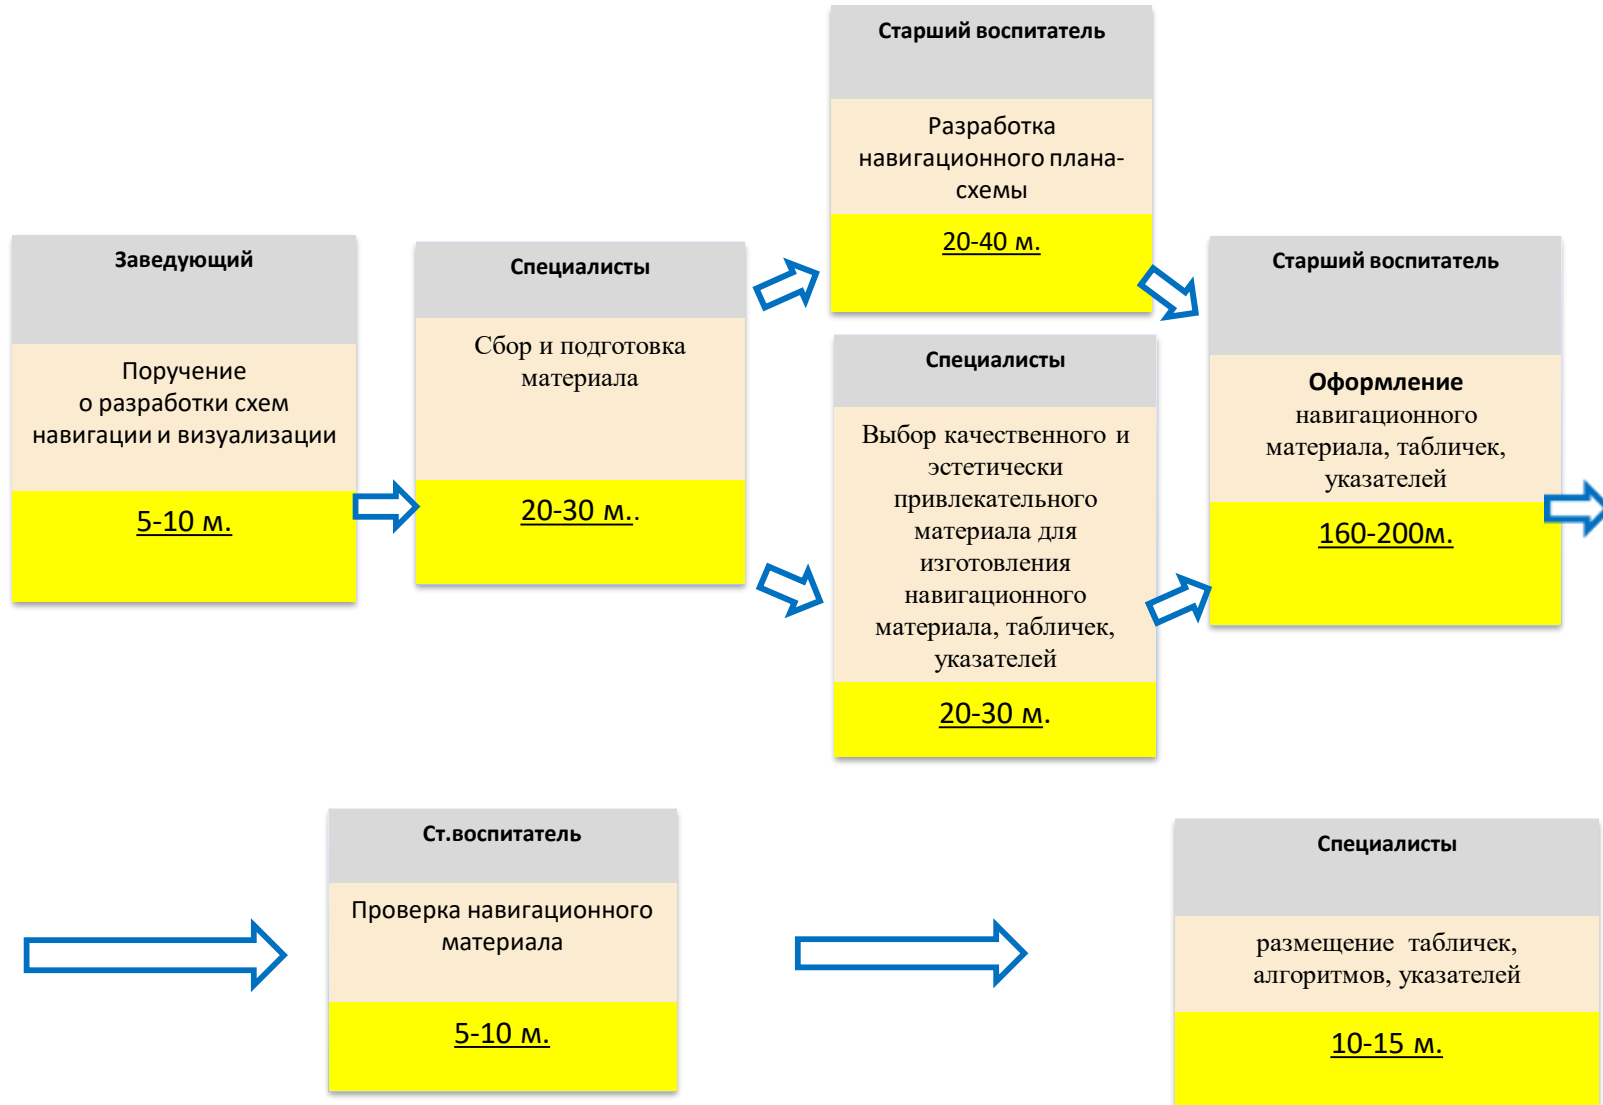 Старший воспитатель
Разработка
навигационного плана-
схемы
20-40 м.
Заведующий
Поручение
о разработки схем
навигации и визуализации
5-10 м.
Специалисты
Сбор и подготовка
материала
20-30 м..
Специалисты
Выбор качественного и
эстетически
привлекательного
материала для
изготовления
навигационного
материала, табличек,
указателей
20-30 м.
Старший воспитатель
Оформление
навигационного
материала, табличек,
указателей
160-200м.
Ст.воспитатель
Проверка навигационного
материала
5-10 м.
Специалисты
размещение табличек,
алгоритмов, указателей
10-15 м.